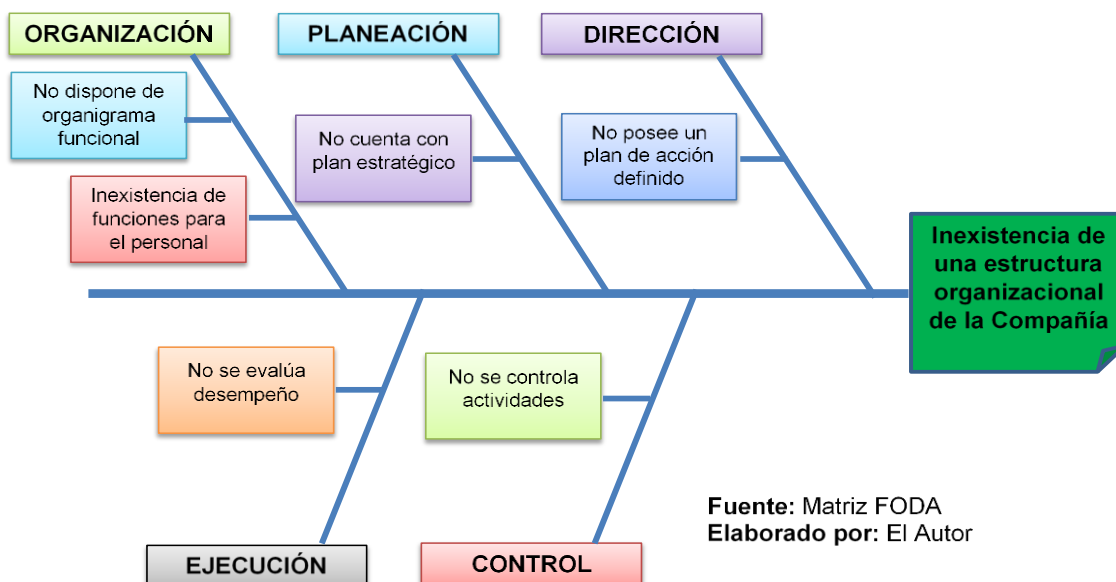 ORGANIZACIÓN
PLANEACIÓN
DIRECCIÓN
No dispone de
organigrama
funcional
No cuenta con
plan estratégico
No posee un
plan de acción
definido
Inexistencia de
funciones para
el personal
Inexistencia de
una estructura
organizacional
de la Compañía
No se evalúa
desempeño
No se controla
actividades
Fuente: Matriz FODA
Elaborado por: El Autor
EJECUCIÓN
CONTROL